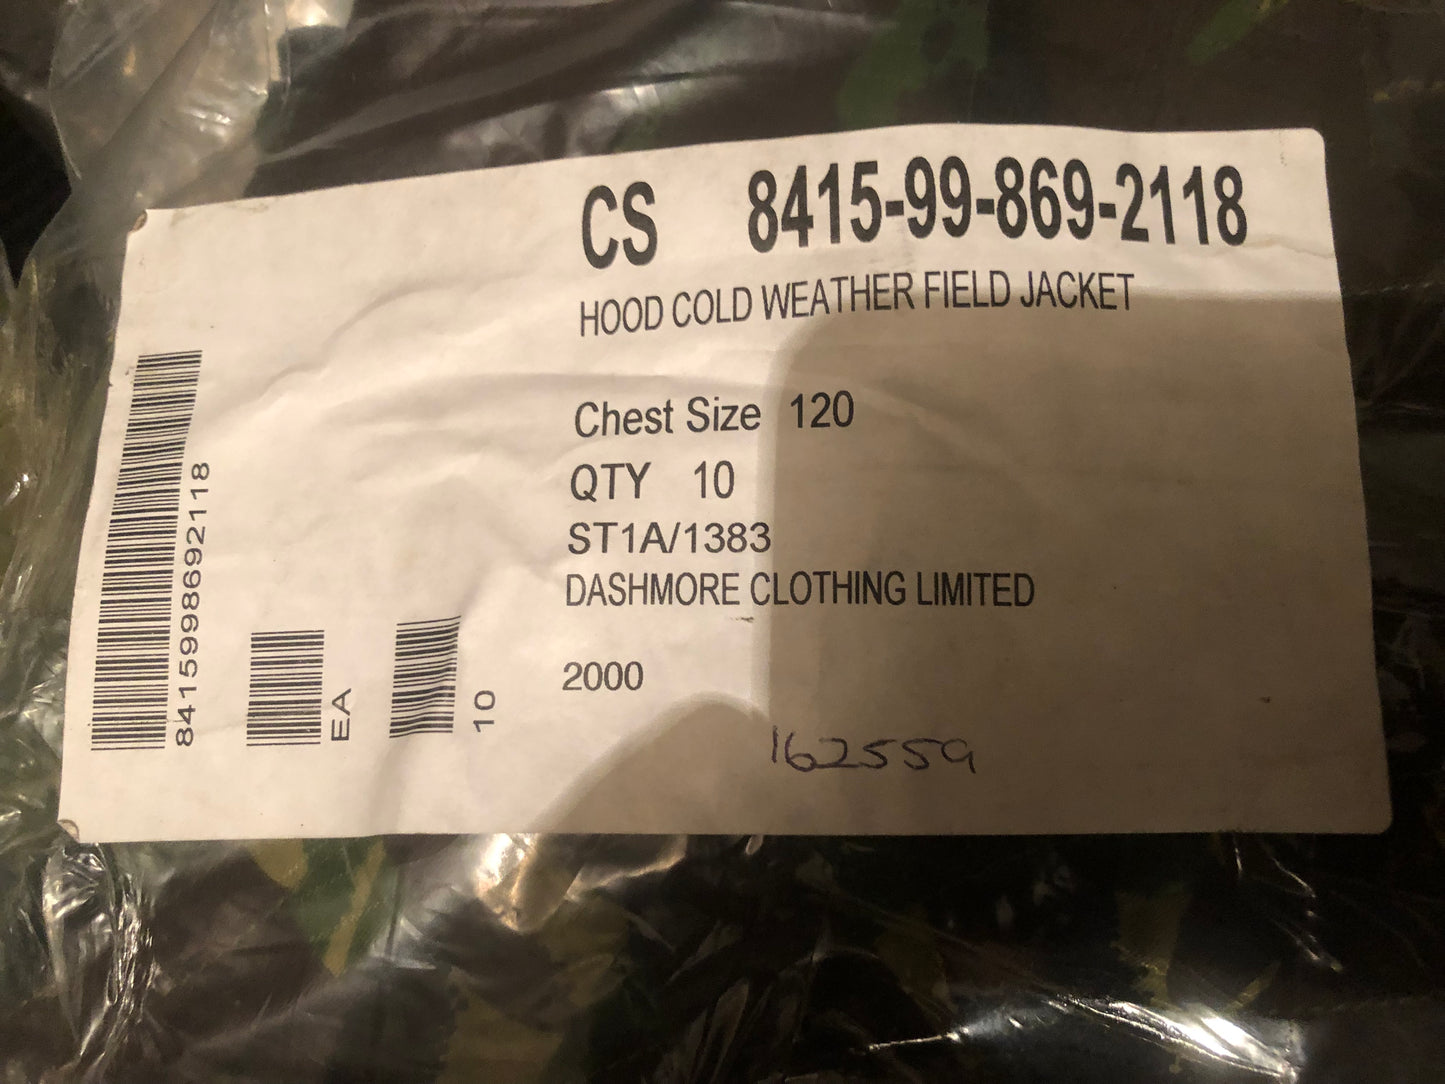 CS 8415-99-869-2118
HOOD COLD WEATHER FIELD JACKET
Chest Size 120
QTY 10
ST1A/1383
DASHMORE CLOTHING LIMITED
2000
162559
8415998692118
EA
10